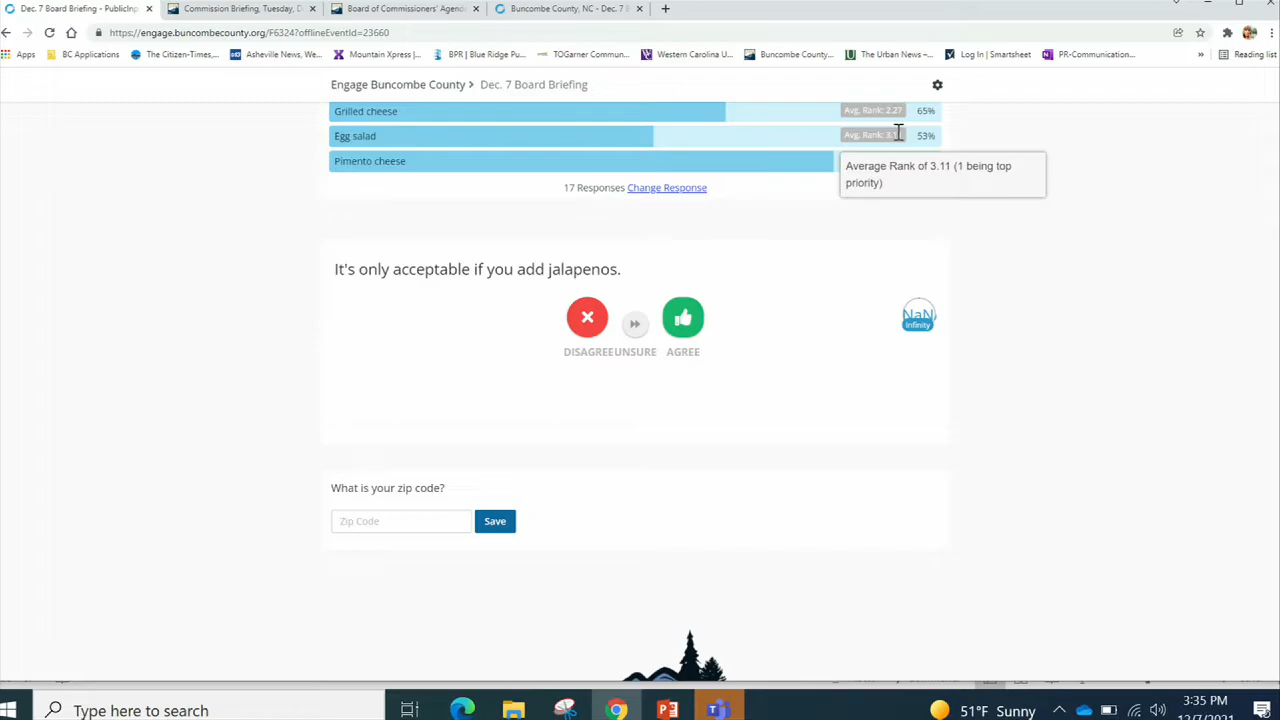 Dec. 7 Board Briefing - PublicInp × Commission Briefing, Tuesday, D × Board of Commissioners' Agend × Buncombe County, NC - Dec. 7 B ×
https://engage.buncombecounty.org/F6324?offlineEventId=23660
Apps BC Applications The Citizen-Times, Asheville News, We... Mountain Xpress |... BPR | Blue Ridge Pu... TOGarner Commun... Western Carolina U... Buncombe County... The Urban News –... Log In | Smartsheet PR-Communication... » Reading list
Engage Buncombe County > Dec. 7 Board Briefing
Grilled cheese Avg. Rank: 2.27 65%
Egg salad Avg. Rank: 53%
Pimento cheese
Average Rank of 3.11 (1 being top
priority)
17 Responses Change Response
It's only acceptable if you add jalapenos.
NaN
Infinity
DISAGREE UNSURE AGREE
What is your zip code?
Zip Code Save
Type here to search
51°F Sunny
3:35 PM
12/7/2021